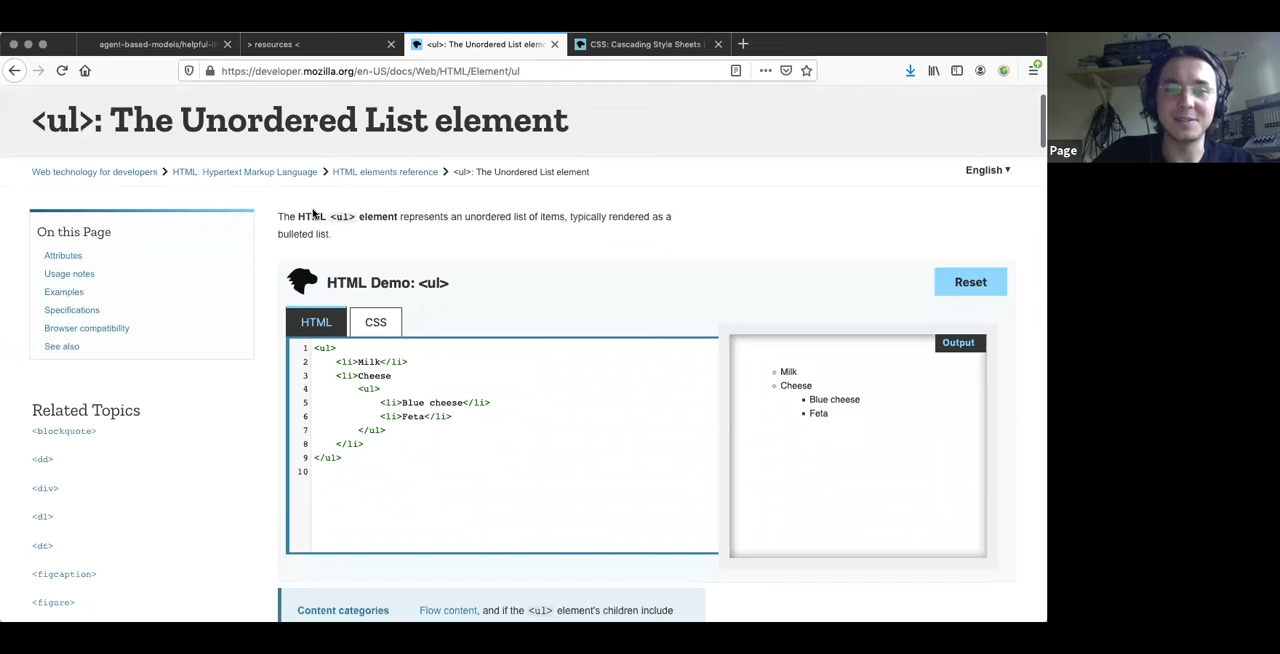 agent-based-models/helpful-li
> resources <
<ul>: The Unordered List elem
CSS: Cascading Style Sheets |
https://developer.mozilla.org/en-US/docs/Web/HTML/Element/ul
<ul>: The Unordered List element
Web technology for developers > HTML: Hypertext Markup Language > HTML elements reference > <ul>: The Unordered List element
English ▼
Page
On this Page
Attributes
Usage notes
Examples
Specifications
Browser compatibility
See also
Related Topics
<blockquote>
<dd>
<div>
<dl>
<dt>
<figcaption>
<figure>
The HTML <ul> element represents an unordered list of items, typically rendered as a
bulleted list.
HTML Demo: <ul>
Reset
HTML CSS
1 <ul>
2 <li>Milk</li>
3 <li>Cheese
4 <ul>
5 <li>Blue cheese</li>
6 <li>Feta</li>
7 </ul>
8 </li>
9 </ul>
10
Output
Milk
Cheese
Blue cheese
Feta
Content categories Flow content, and if the <ul> element's children include